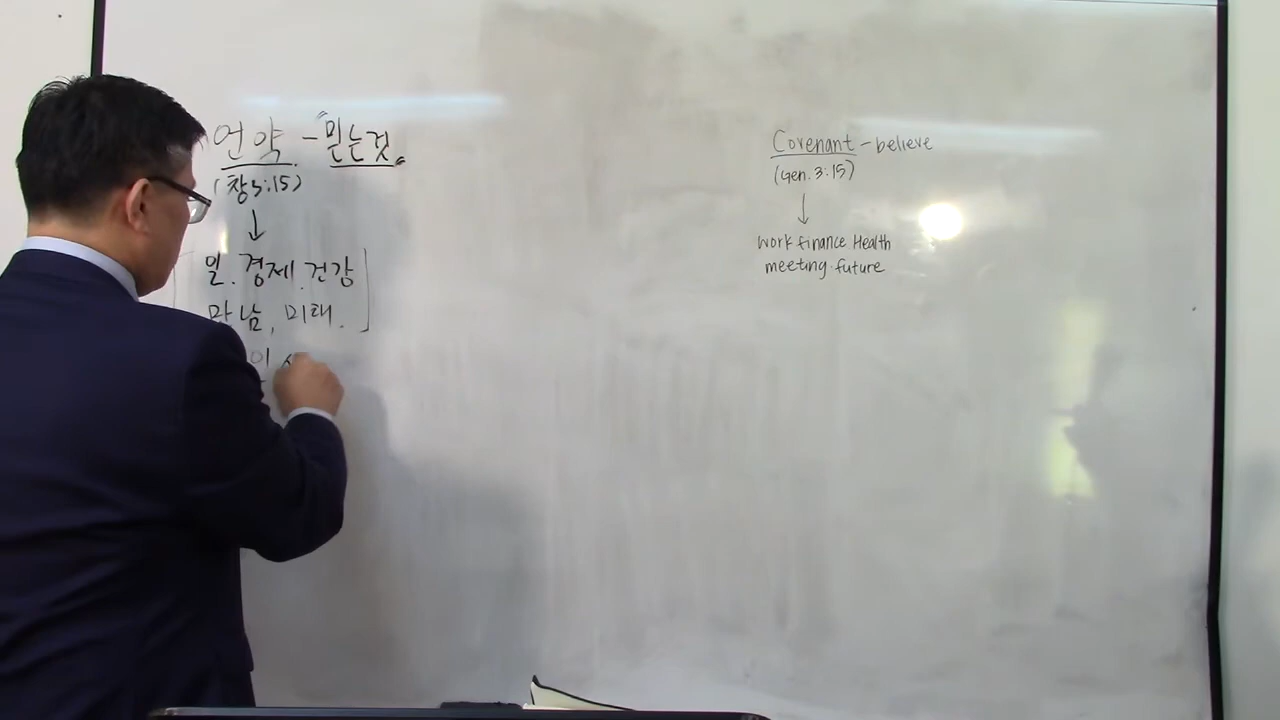 언약 - "믿는것"
(창3:15)
↓
일. 경제. 건강
만남, 미래.
Covenant - believe
(Gen. 3:15)
↓
work finance Health
meeting. future